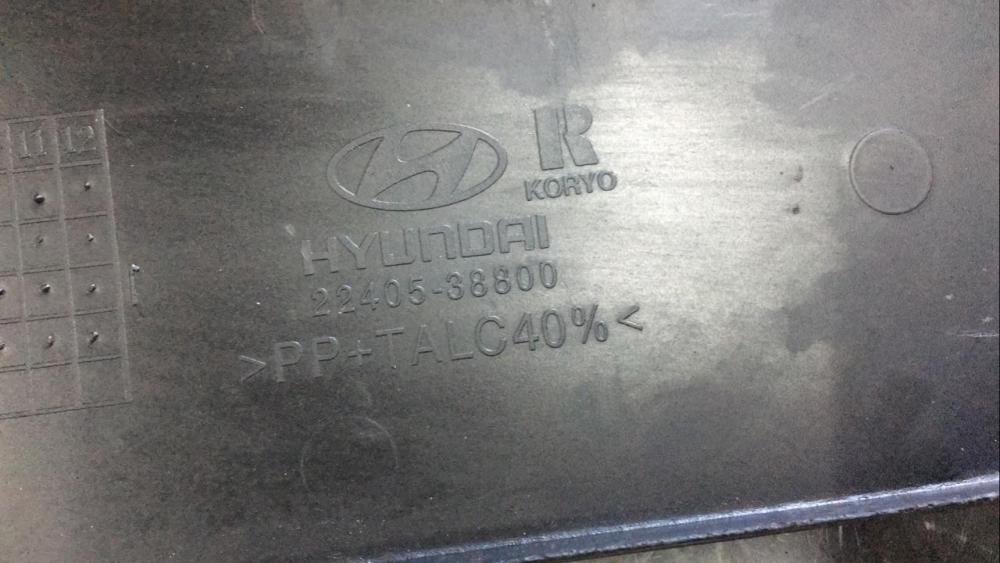 11 12
R
KORYO
HYUNDAI
22405-38800
>PP+TALC40%<